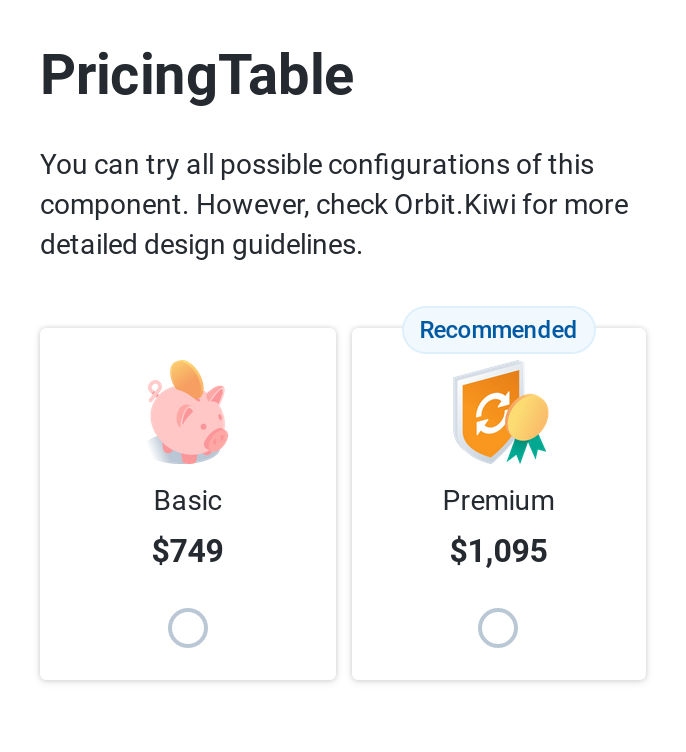 PricingTable
You can try all possible configurations of this
component. However, check Orbit.Kiwi for more
detailed design guidelines.
Recommended
Basic
$749
Premium
$1,095